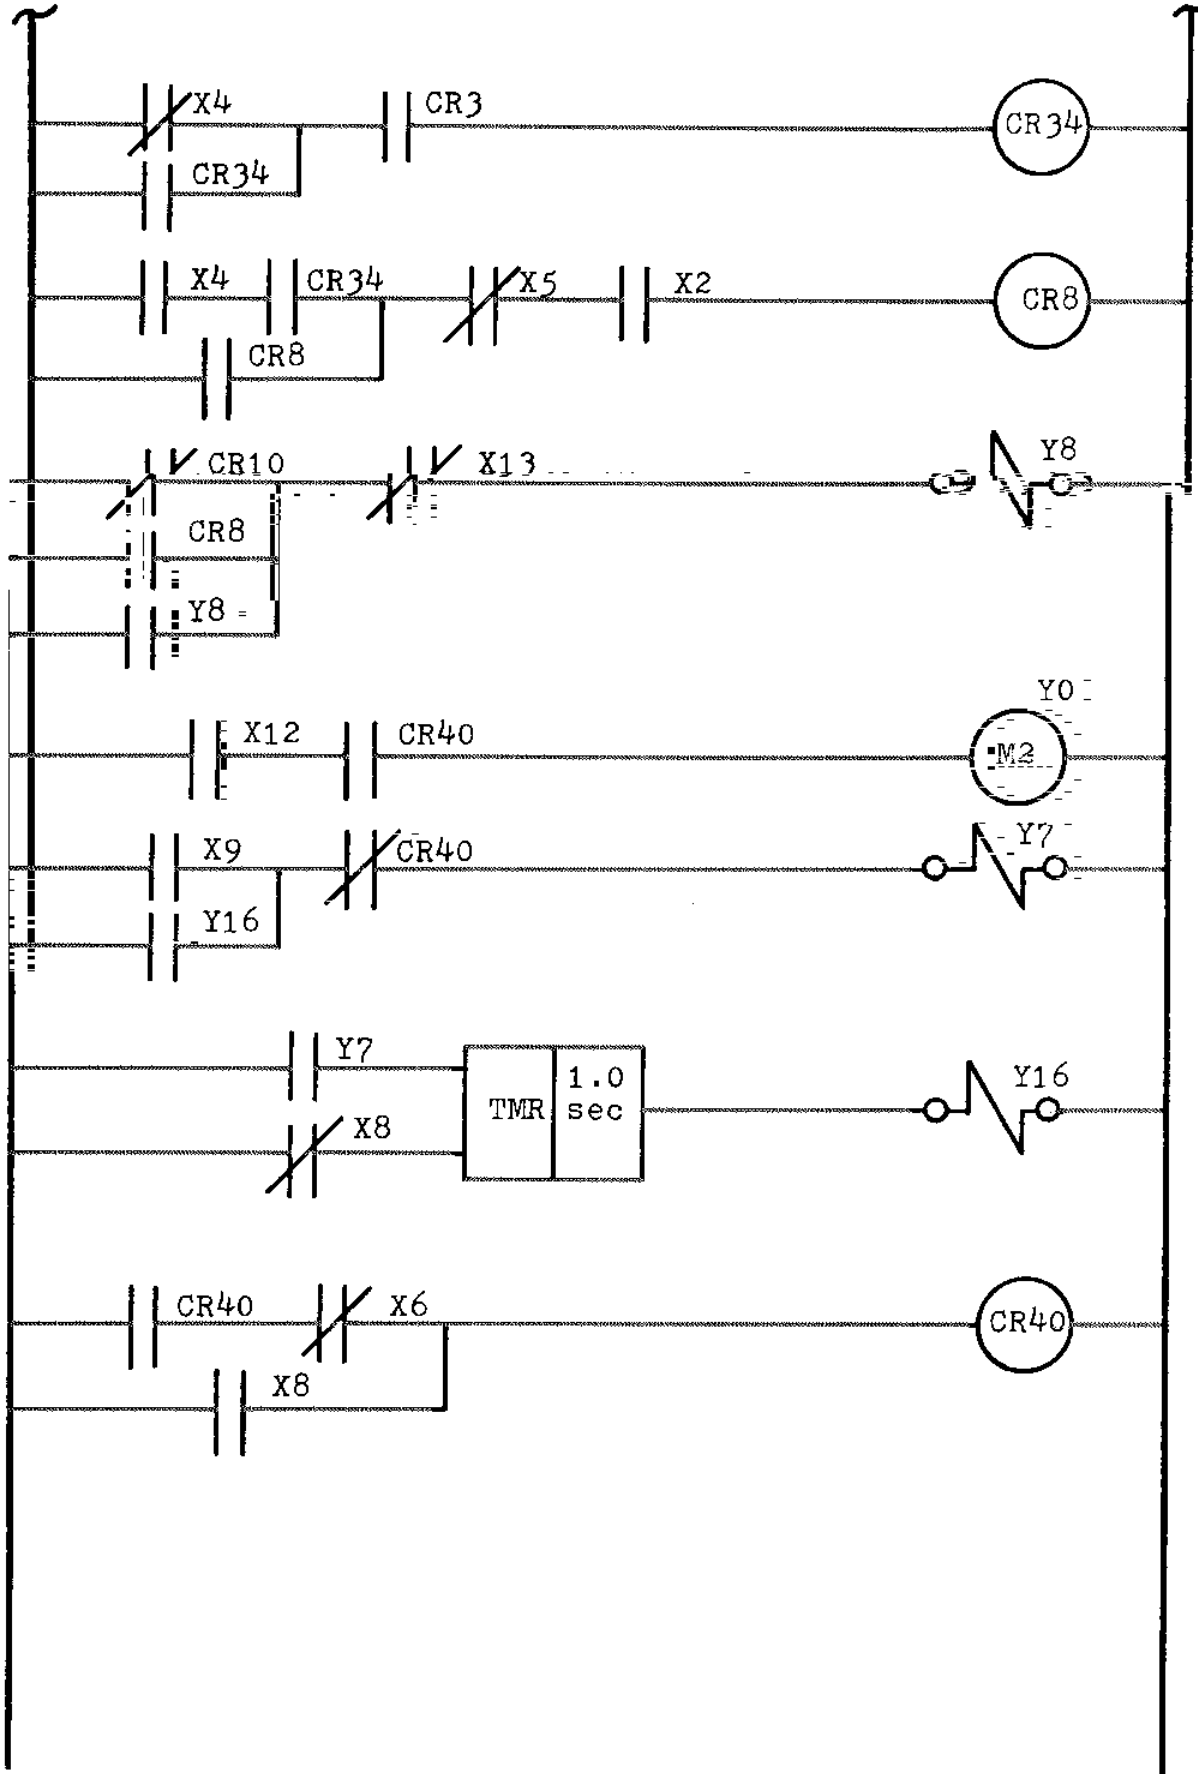 X4 CR3 CR34
CR34
X4 CR34 X5 X2 CR8
CR8
CR10 X13 Y8
CR8
Y8
Y0
X12 CR40 M2
X9 CR40 Y7
Y16
Y7 1.0 Y16
TMR sec
X8
CR40 X6 CR40
X8